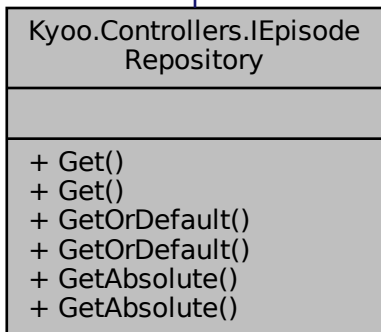 Kyoo.Controllers.IEpisode
Repository
+ Get()
+ Get()
+ GetOrDefault()
+ GetOrDefault()
+ GetAbsolute()
+ GetAbsolute()